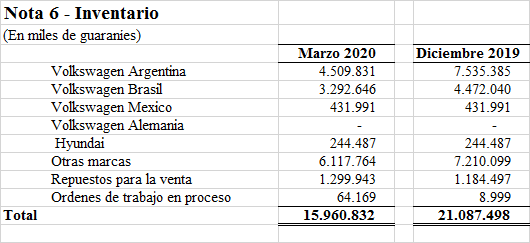 Nota 6 - Inventario
(En miles de guaranies)
Marzo 2020 Diciembre 2019
Volkswagen Argentina 4.509.831 7.535.385
Volkswagen Brasil 3.292.646 4.472.040
Volkswagen Mexico 431.991 431.991
Volkswagen Alemania - -
Hyundai 244.487 244.487
Otras marcas 6.117.764 7.210.099
Repuestos para la venta 1.299.943 1.184.497
Ordenes de trabajo en proceso 64.169 8.999
Total 15.960.832 21.087.498